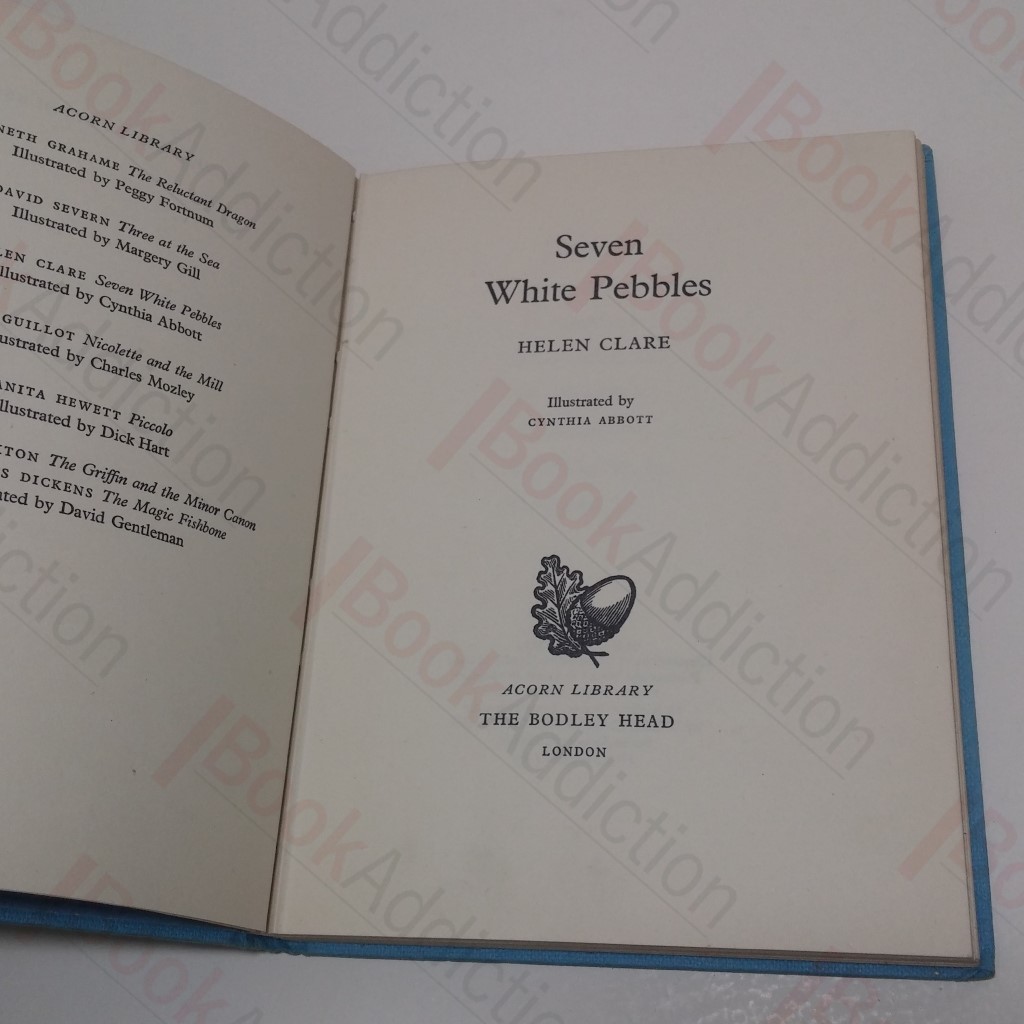 ACORN LIBRARY
NETH GRAHAME The Reluctant Dragon
Illustrated by Peggy Fortnum
DAVID SEVERN Three at the Sea
Illustrated by Margery Gill
LEN CLARE Seven White Pebbles
llustrated by Cynthia Abbott
GUILLOT Nicolette and the Mill
ustrated by Charles Mozley
ANITA HEWETT Piccolo
llustrated by Dick Hart
KTON The Griffin and the Minor Canon
S DICKENS The Magic Fishbone
ated by David Gentleman
Seven
White Pebbles
HELEN CLARE
Illustrated by
CYNTHIA ABBOTT
ACORN LIBRARY
THE BODLEY HEAD
LONDON
BookAddiction